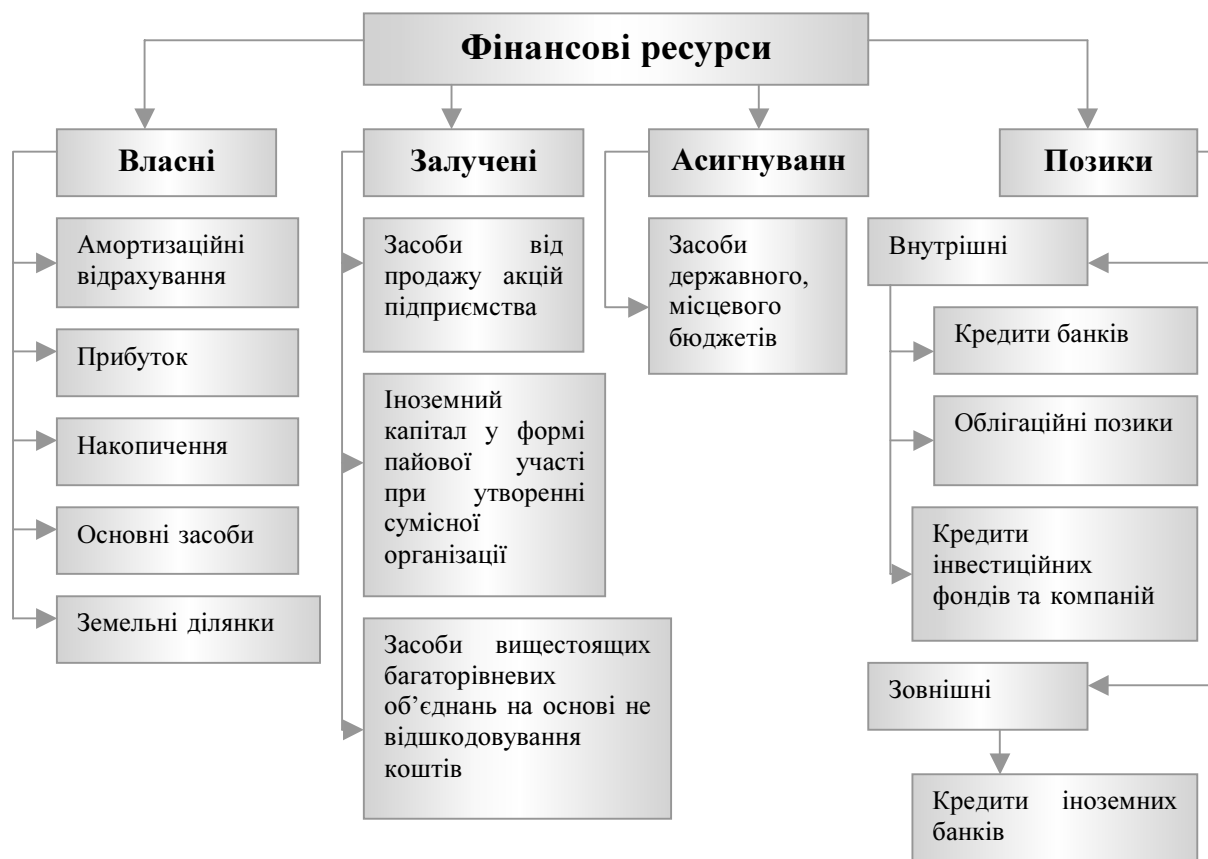 Фінансові ресурси
Власні
Залучені
Асигнуванн
Позики
Амортизаційні
відрахування
Прибуток
Накопичення
Основні засоби
Земельні ділянки
Засоби від
продажу акцій
підприємства
Іноземний
капітал у формі
пайової участі
при утворенні
сумісної
організації
Засоби вищестоящих
багаторівневих
об’єднань на основі не
відшкодовування
коштів
Засоби
державного,
місцевого
бюджетів
Внутрішні
Кредити банків
Облігаційні позики
Кредити
інвестиційних
фондів та компаній
Зовнішні
Кредити іноземних
банків